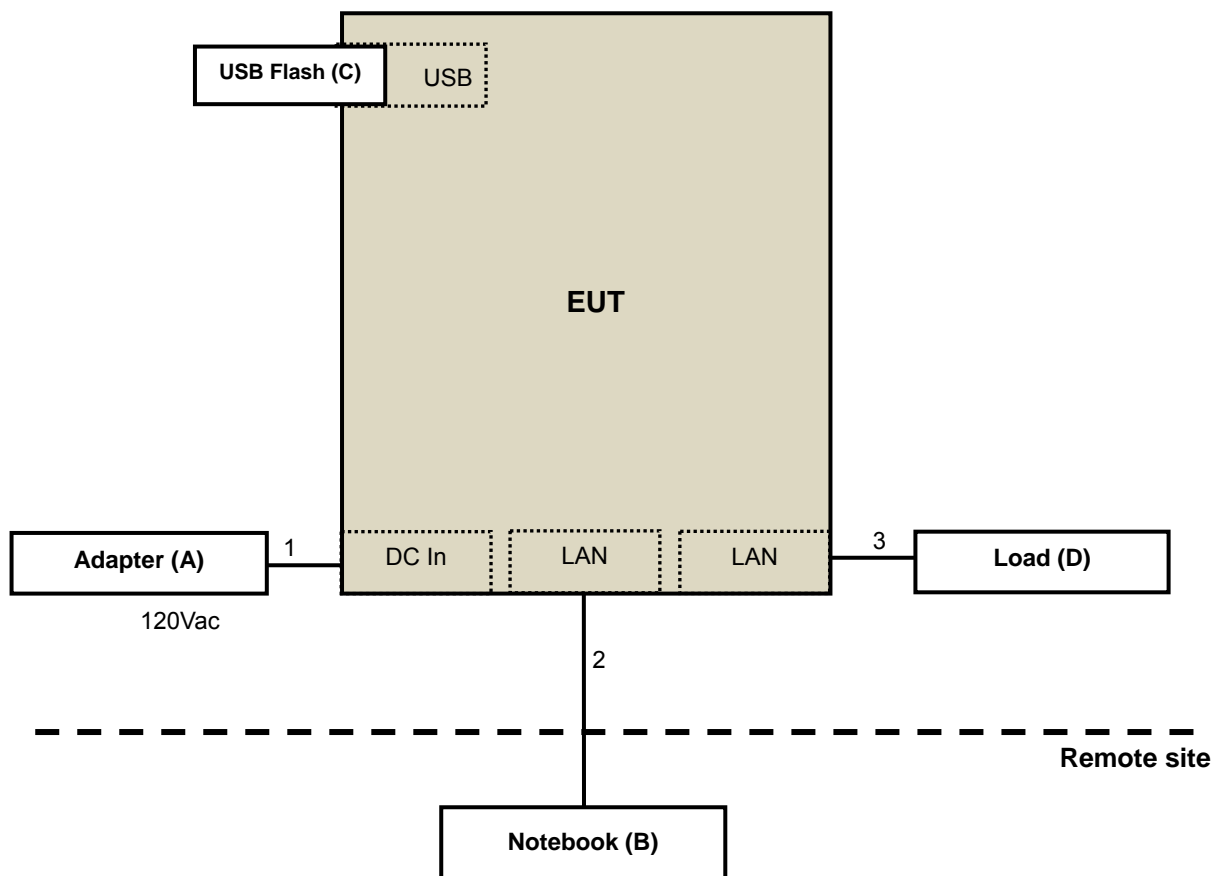 USB Flash (C)
USB
EUT
Adapter (A)
1
DC In
LAN
LAN
3
Load (D)
120Vac
2
Remote site
Notebook (B)